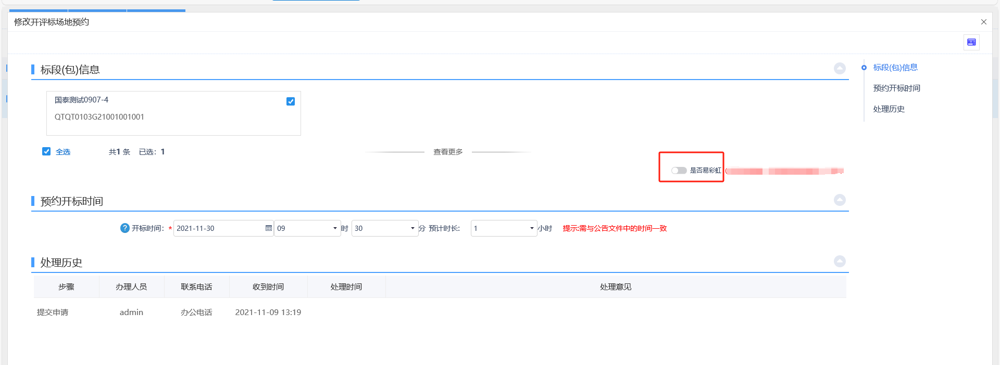 修改开评标场地预约
标段(包)信息
国泰测试0907-4
QTQT0103G21001001001
全选 共1 条 已选：1 查看更多
是否易彩虹
预约开标时间
开标时间：* 2021-11-30 09 时 30 分 预计时长: 1 小时 提示:需与公告文件中的时间一致
处理历史
步骤 办理人员 联系电话 收到时间 处理时间 处理意见
提交申请 admin 办公电话 2021-11-09 13:19
标段(包)信息
预约开标时间
处理历史